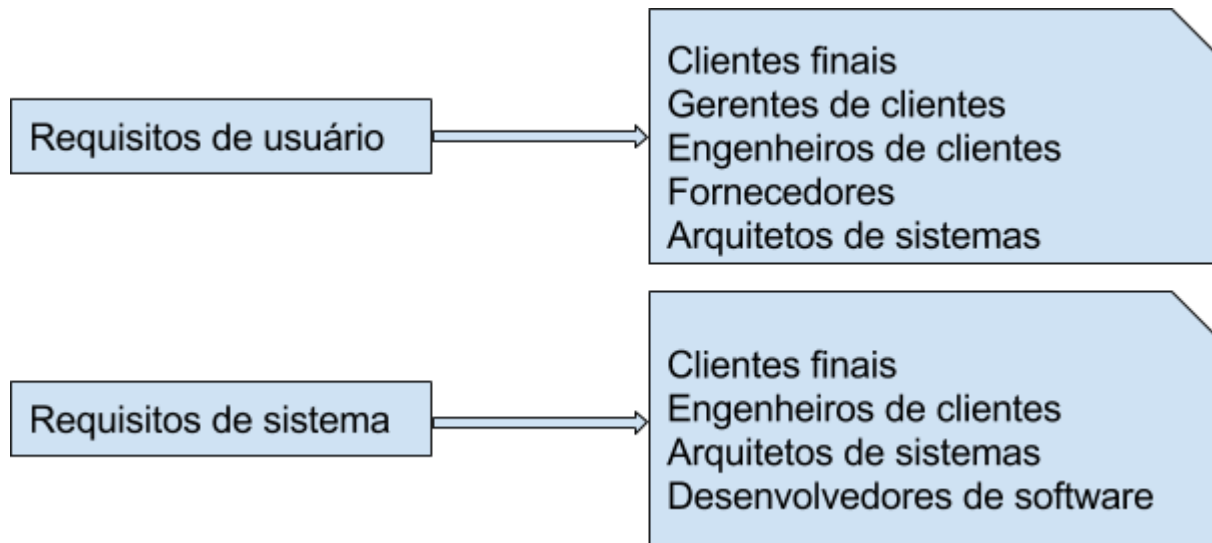 Requisitos de usuário
Clientes finais
Gerentes de clientes
Engenheiros de clientes
Fornecedores
Arquitetos de sistemas
Requisitos de sistema
Clientes finais
Engenheiros de clientes
Arquitetos de sistemas
Desenvolvedores de software